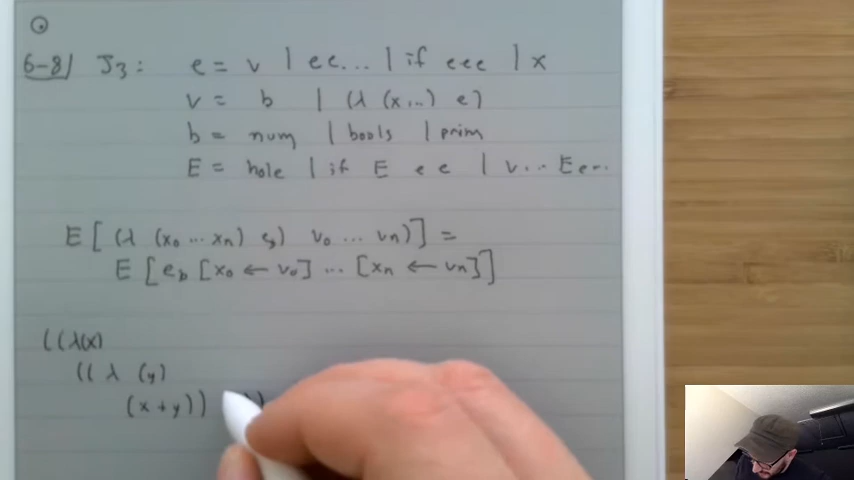 6-8| J3: e = v | e e ... | if e e e | x
v = b | (λ (x ...) e)
b = num | bools | prim
E = hole | if E e e | v ... E e ...
E [ (λ (x0 ... xn) eb) v0 ... vn) ] =
E [ eb [x0 ← v0] ... [xn ← vn] ]
((λ(x)
(( λ (y)
(x + y))